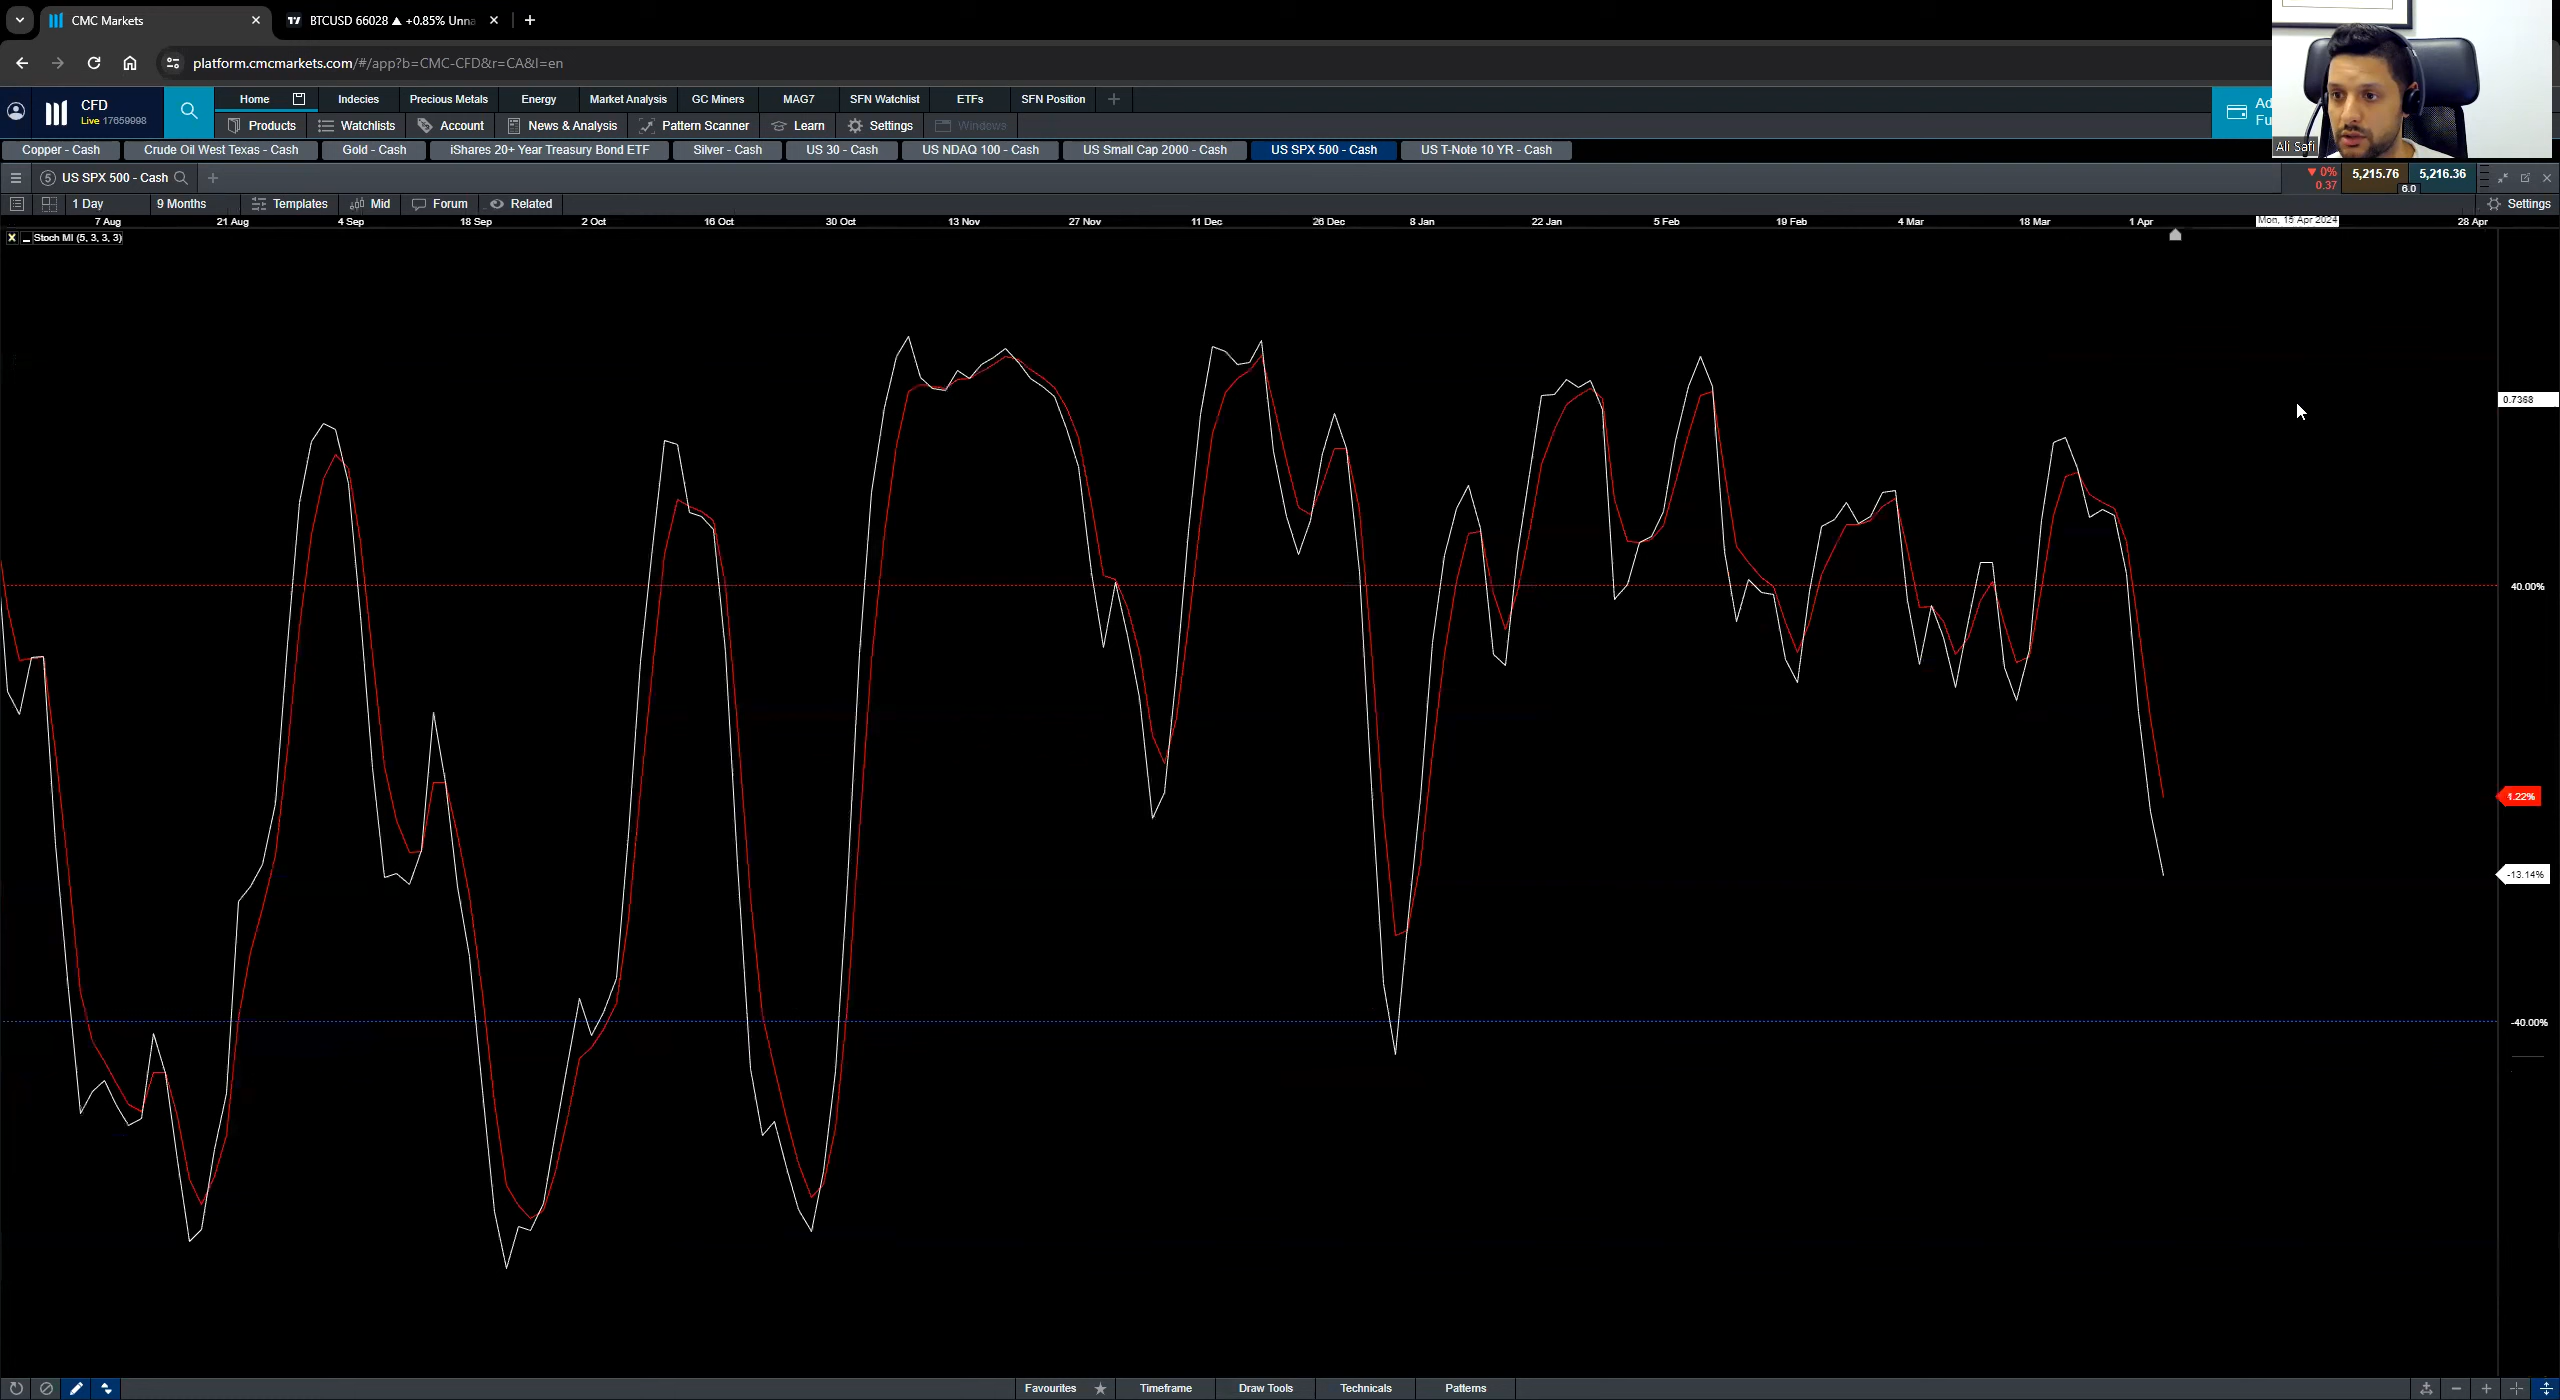 CMC Markets
BTCUSD 66028 ▲ +0.85% Unna
platform.cmcmarkets.com/#/app?b=CMC-CFD&r=CA&l=en
CFD
Live 17659998
Home Indecies Precious Metals Energy Market Analysis GC Miners MAG7 SFN Watchlist ETFs SFN Position
Products Watchlists Account News & Analysis Pattern Scanner Learn Settings Windows
Ali Safi
Copper - Cash Crude Oil West Texas - Cash Gold - Cash iShares 20+ Year Treasury Bond ETF Silver - Cash US 30 - Cash US NDAQ 100 - Cash US Small Cap 2000 - Cash US SPX 500 - Cash US T-Note 10 YR - Cash
5 US SPX 500 - Cash
▼ 0% 0.37 5,215.76 5,216.36 6.0
1 Day 9 Months Templates Mid Forum Related Settings
7 Aug 21 Aug 4 Sep 18 Sep 2 Oct 16 Oct 30 Oct 13 Nov 27 Nov 11 Dec 26 Dec 8 Jan 22 Jan 5 Feb 19 Feb 4 Mar 18 Mar 1 Apr Mon, 15 Apr 2024 28 Apr
Stoch MI (5, 3, 3, 3)
0.7368
40.00%
1.22%
-13.14%
-40.00%
Favourites Timeframe Draw Tools Technicals Patterns